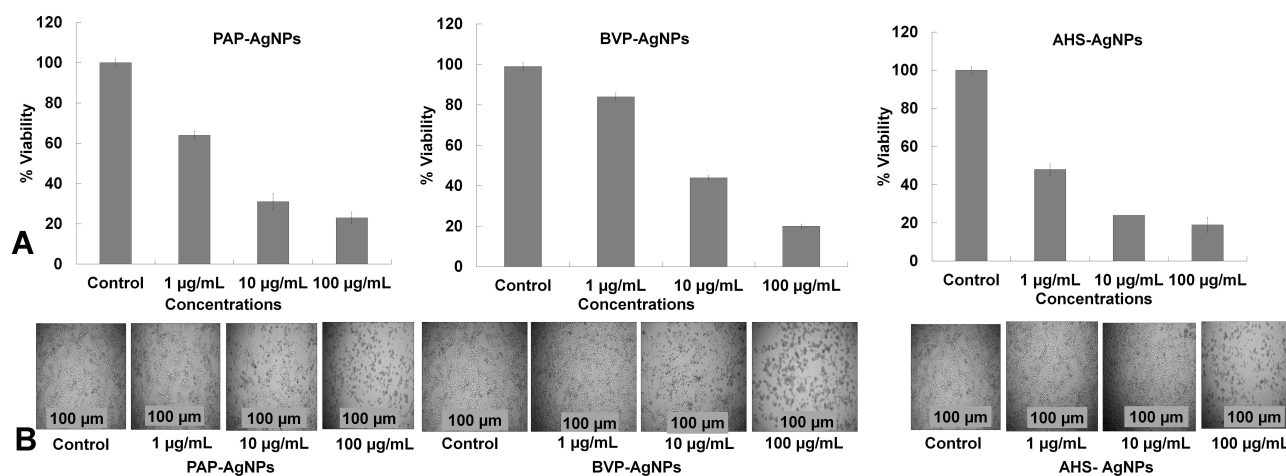 A
PAP-AgNPs
% Viability
120
100
80
60
40
20
0
Control 1 µg/mL 10 µg/mL 100 µg/mL
Concentrations
BVP-AgNPs
% Viability
120
100
80
60
40
20
0
Control 1 µg/mL 10 µg/mL 100 µg/mL
Concentrations
AHS-AgNPs
% Viability
120
100
80
60
40
20
0
Control 1 µg/mL 10 µg/mL 100 µg/mL
Concentrations
B
100 µm 100 µm 100 µm 100 µm
Control 1 µg/mL 10 µg/mL 100 µg/mL
PAP-AgNPs
100 µm 100 µm 100 µm 100 µm
Control 1 µg/mL 10 µg/mL 100 µg/mL
BVP-AgNPs
100 µm 100 µm 100 µm 100 µm
Control 1 µg/mL 10 µg/mL 100 µg/mL
AHS- AgNPs